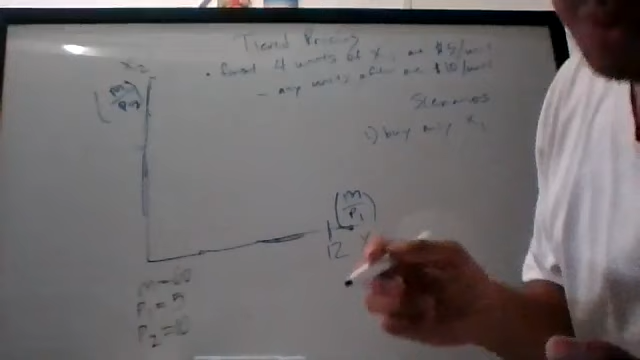 Tiered Pricing
x₂
• first 4 units of x₁ are $5/unit
(m/p₂)
- any units after are $10/unit
Scenarios
1) buy only x₁
(m/p₁)
12
m=60
P₁=5
P₂=10